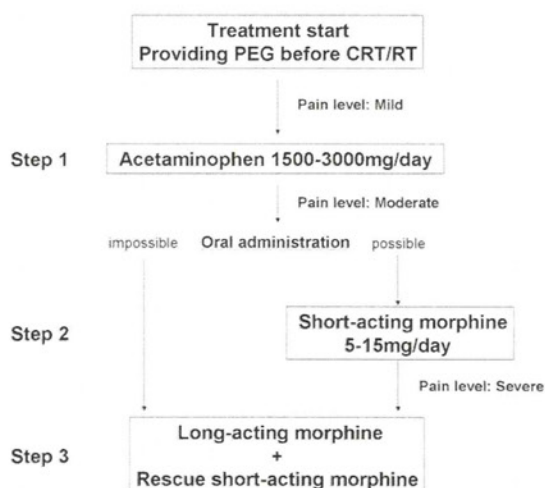 Treatment start
Providing PEG before CRT/RT
Pain level: Mild
Step 1
Acetaminophen 1500-3000mg/day
Pain level: Moderate
impossible Oral administration possible
Step 2
Short-acting morphine
5-15mg/day
Pain level: Severe
Step 3
Long-acting morphine
+
Rescue short-acting morphine